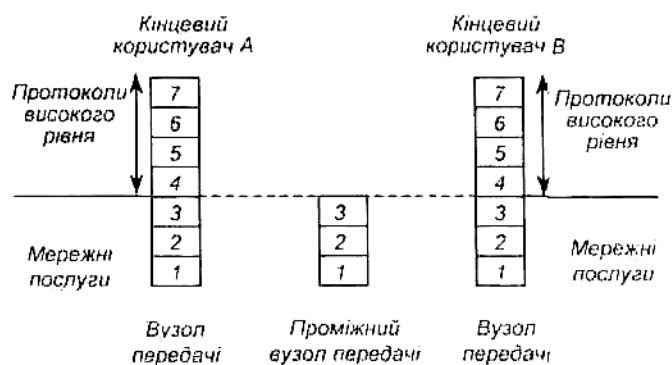 Кінцевий
користувач А
Кінцевий
користувач В
Протоколи
високого
рівня
7
6
5
4
3
2
1
3
2
1
7
6
5
4
3
2
1
Протоколи
високого
рівня
Мережні
послуги
Мережні
послуги
Вузол
передачі
Проміжний
вузол передачі
Вузол
передачі